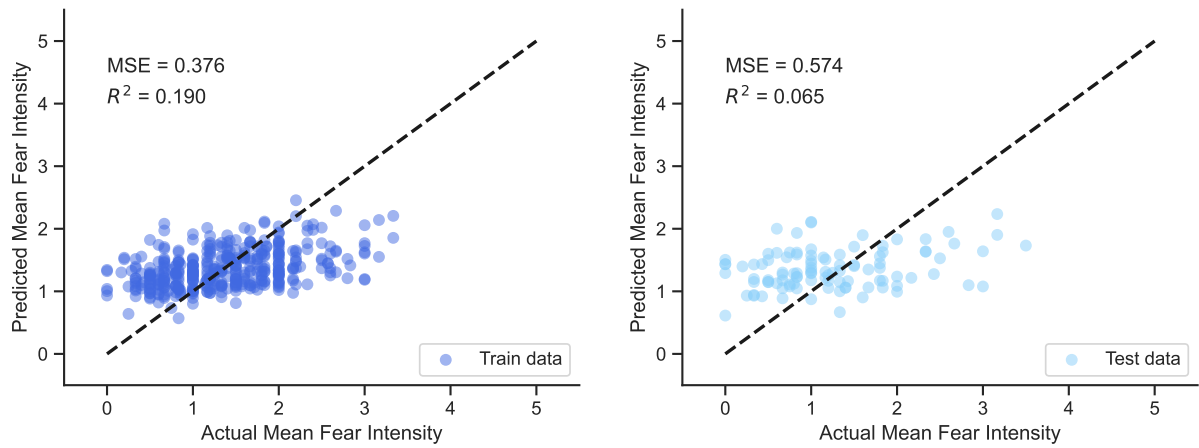 MSE = 0.376
R² = 0.190
Predicted Mean Fear Intensity
5
4
3
2
1
0
0 1 2 3 4 5
Actual Mean Fear Intensity
Train data
MSE = 0.574
R² = 0.065
Predicted Mean Fear Intensity
5
4
3
2
1
0
0 1 2 3 4 5
Actual Mean Fear Intensity
Test data